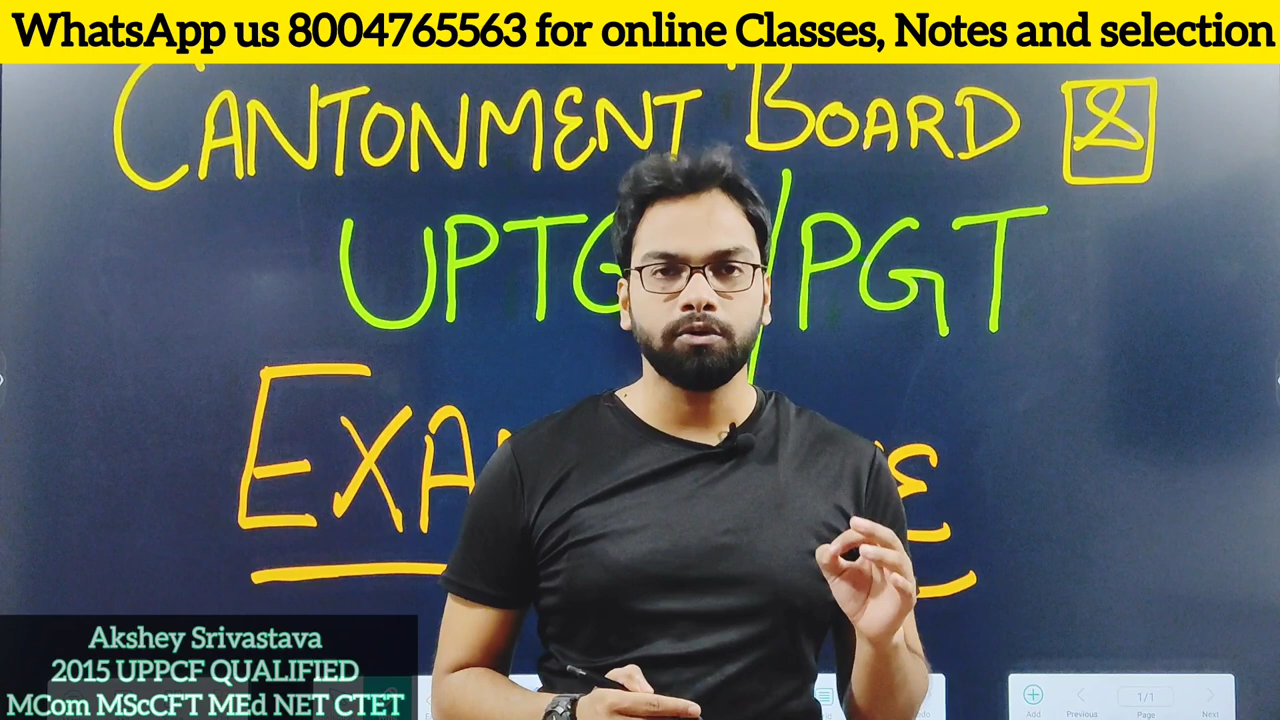 WhatsApp us 8004765563 for online Classes, Notes and selection
CANTONMENT BOARD &
/PGT
Akshey Srivastava
2015 UPPCF QUALIFIED
MCom MScCFT MEd NET CTET
Add
Previous
1/1
Page
Next